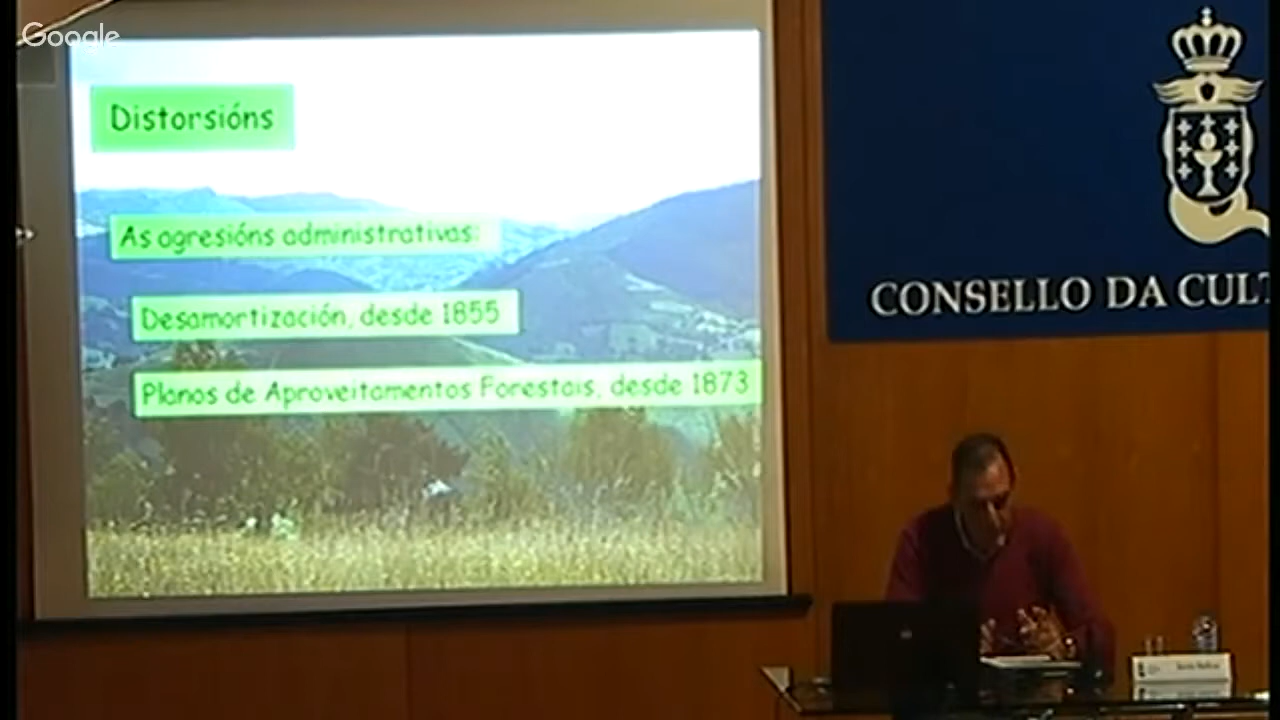 Google
Distorsións
As agresións administrativas:
Desamortización, desde 1855
Planos de Aproveitamentos Forestais, desde 1873
CONSELLO DA CULT